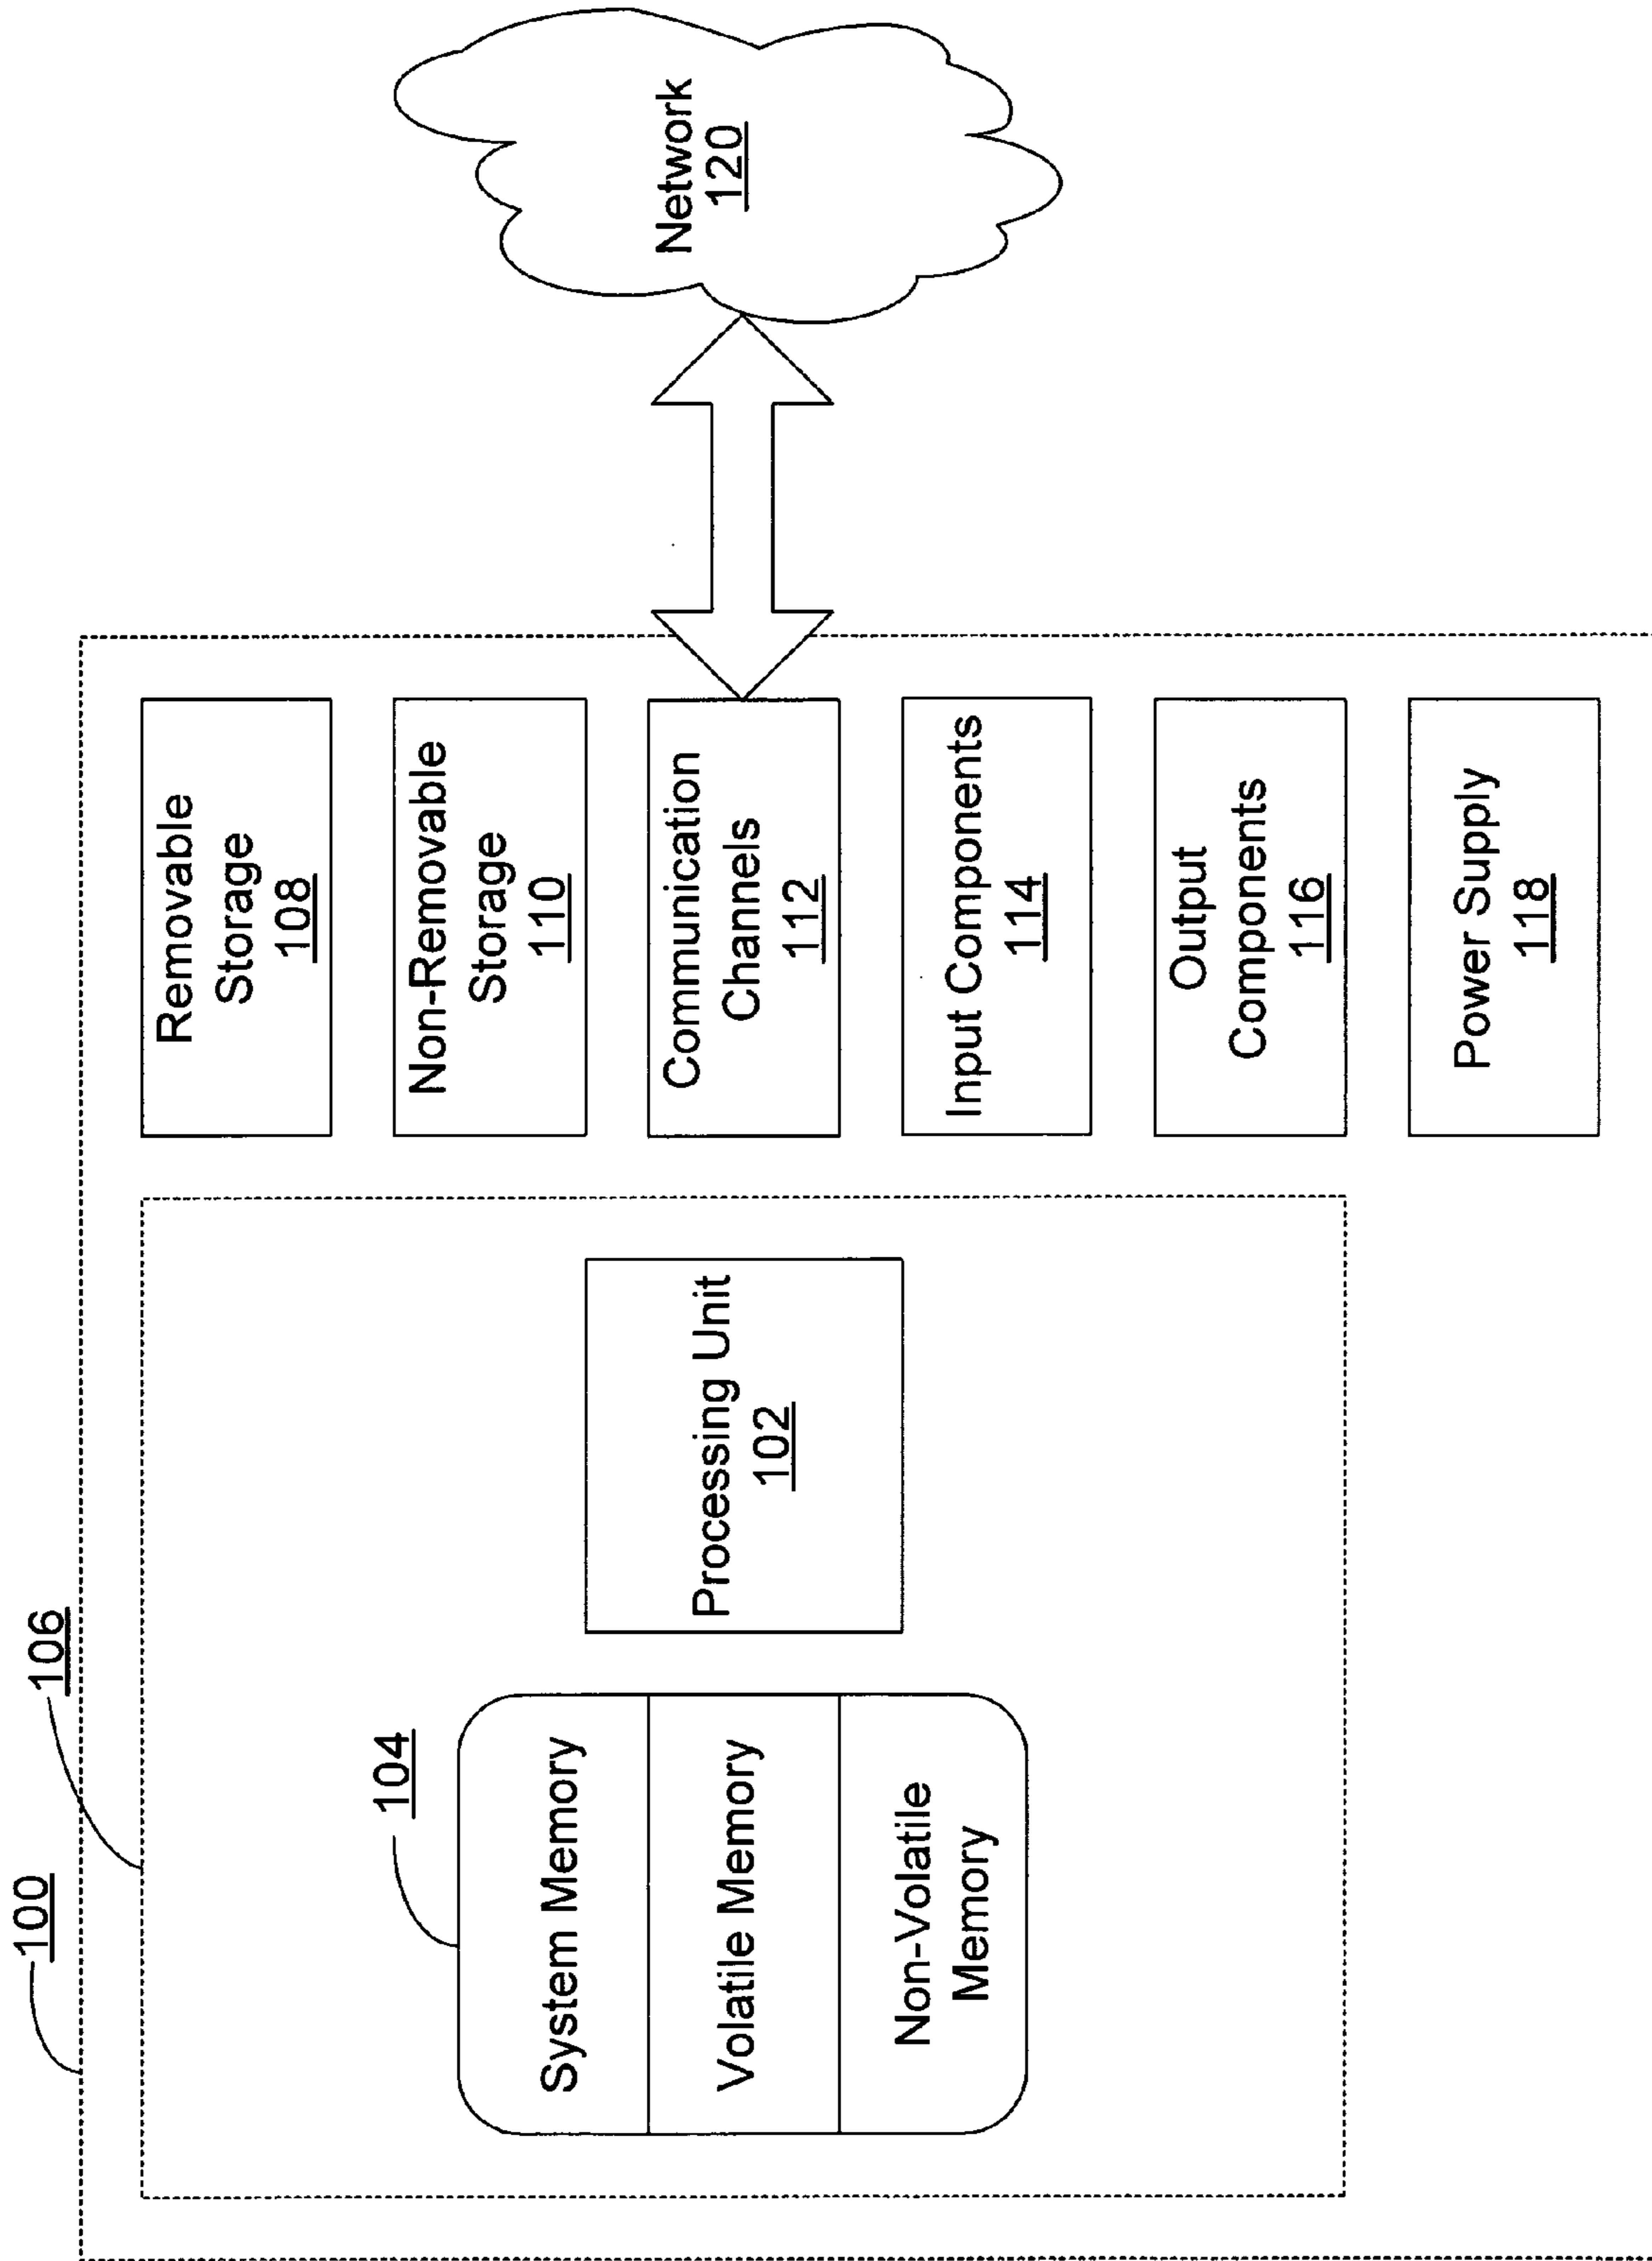 100
106
104
System Memory
Volatile Memory
Non-Volatile
Memory
Processing Unit
102
Removable
Storage
108
Non-Removable
Storage
110
Communication
Channels
112
Input Components
114
Output
Components
116
Power Supply
118
Network
120